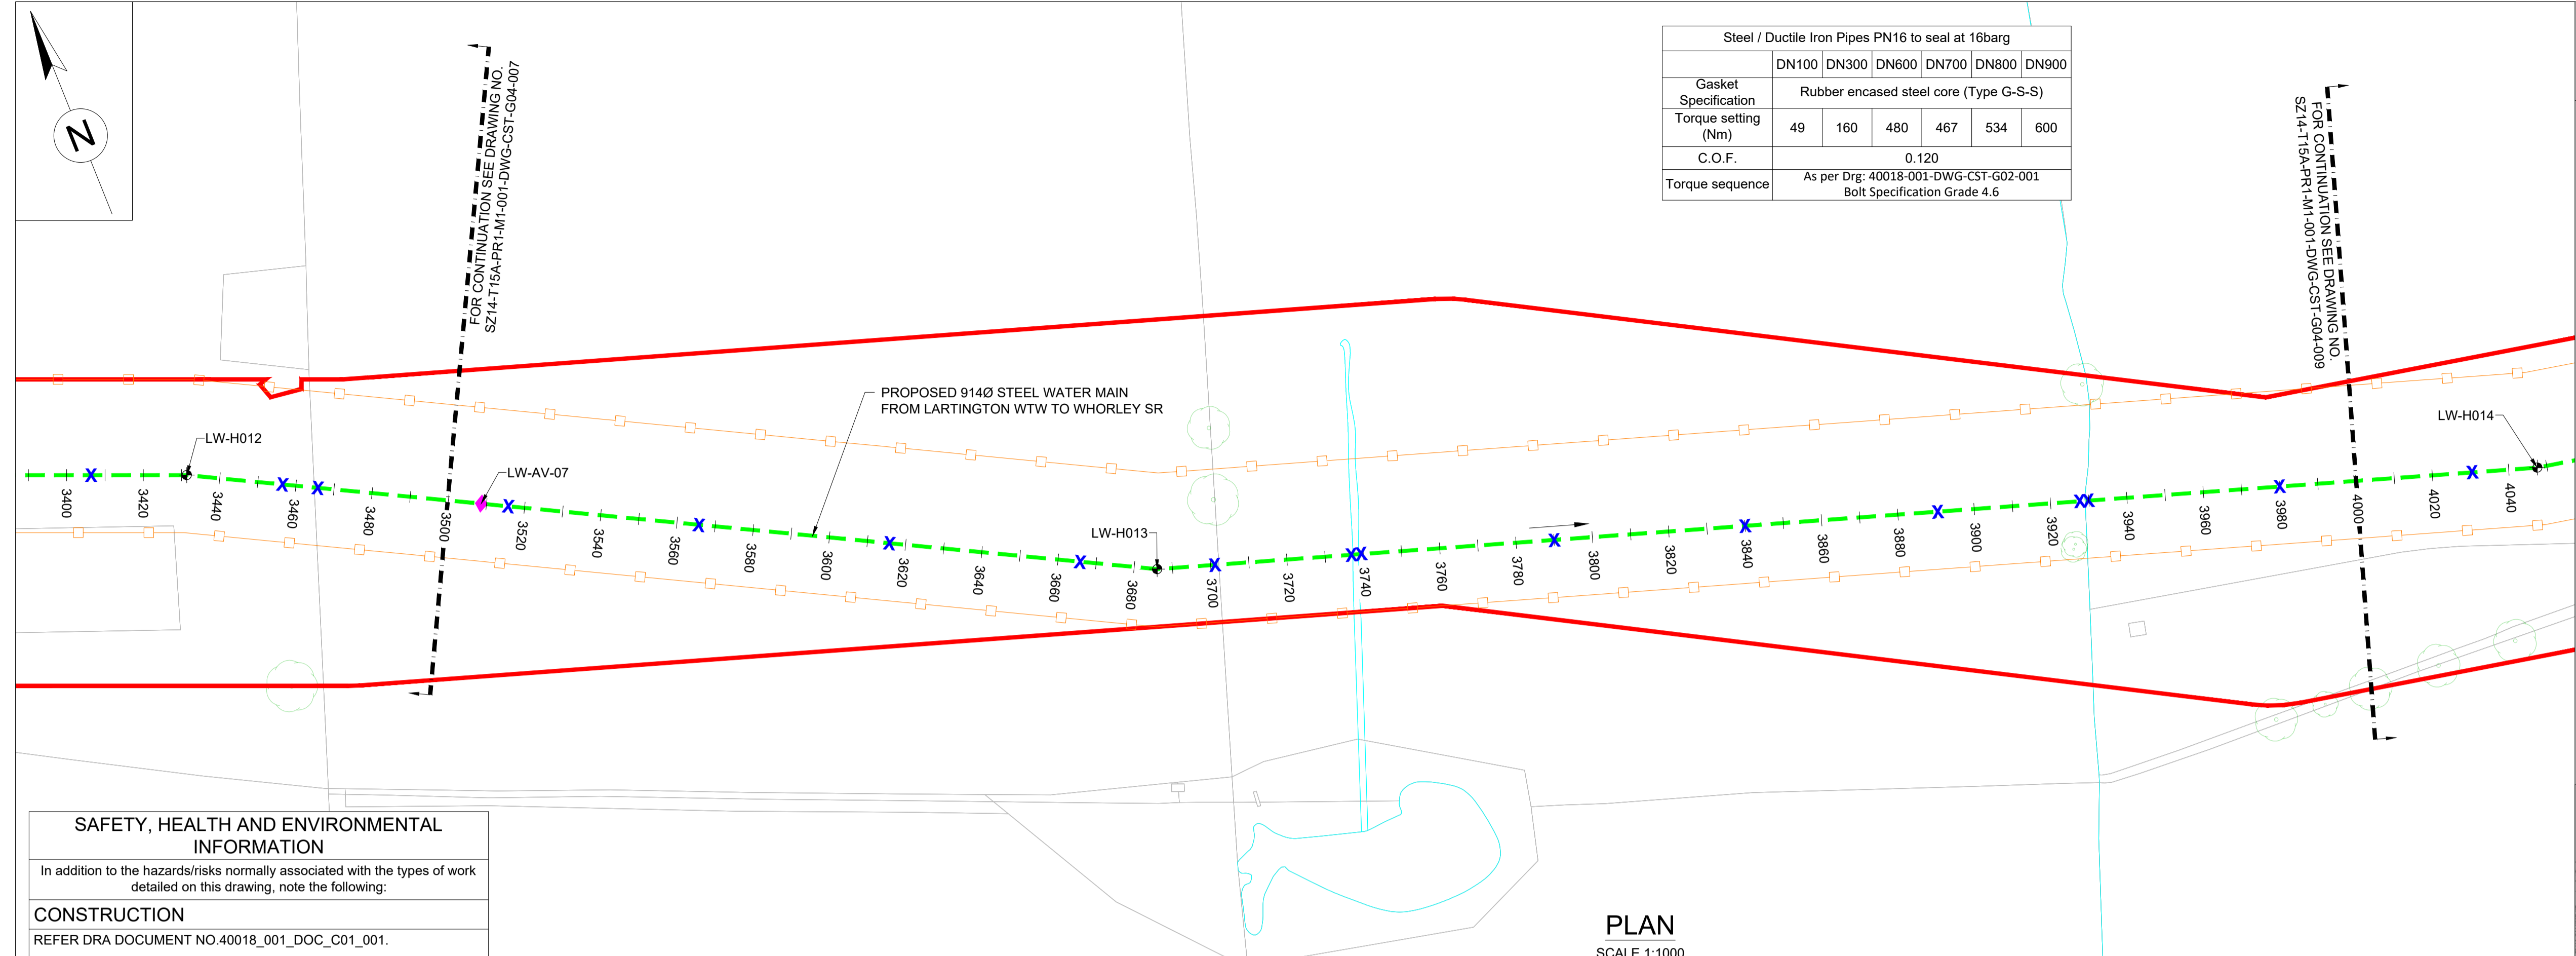 N
FOR CONTINUATION SEE DRAWING NO.
SZ14-T15A-PR1-M1-001-DWG-CST-G04-007
Steel / Ductile Iron Pipes PN16 to seal at 16barg
DN100 DN300 DN600 DN700 DN800 DN900
Gasket
Specification
Rubber encased steel core (Type G-S-S)
Torque setting
(Nm)
49 160 480 467 534 600
C.O.F.
0.120
Torque sequence
As per Drg: 40018-001-DWG-CST-G02-001
Bolt Specification Grade 4.6
FOR CONTINUATION SEE DRAWING NO.
SZ14-T15A-PR1-M1-001-DWG-CST-G04-009
PROPOSED 914Ø STEEL WATER MAIN
FROM LARTINGTON WTW TO WHORLEY SR
LW-H012
LW-AV-07
LW-H013
LW-H014
X X X X X X X X X X X X X X X X X
3400 3420 3440 3460 3480 3500 3520 3540 3560 3580 3600 3620 3640 3660 3680 3700 3720 3740 3760 3780 3800 3820 3840 3860 3880 3900 3920 3940 3960 3980 4000 4020 4040
SAFETY, HEALTH AND ENVIRONMENTAL
INFORMATION
In addition to the hazards/risks normally associated with the types of work
detailed on this drawing, note the following:
CONSTRUCTION
REFER DRA DOCUMENT NO.40018_001_DOC_C01_001.
PLAN
SCALE 1:1000